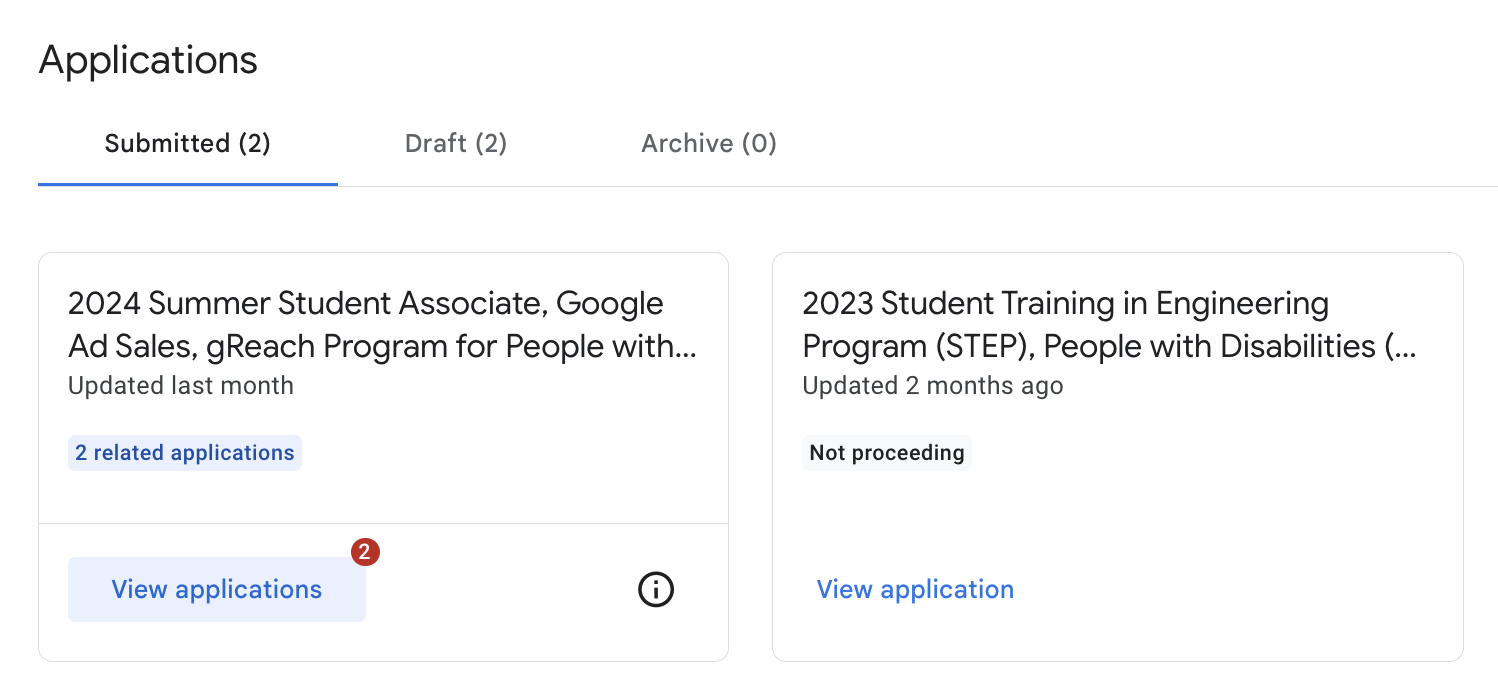 Applications
Submitted (2)
Draft (2)
Archive (0)
2024 Summer Student Associate, Google
Ad Sales, gReach Program for People with...
Updated last month
2 related applications
2
View applications
2023 Student Training in Engineering
Program (STEP), People with Disabilities (...
Updated 2 months ago
Not proceeding
View application